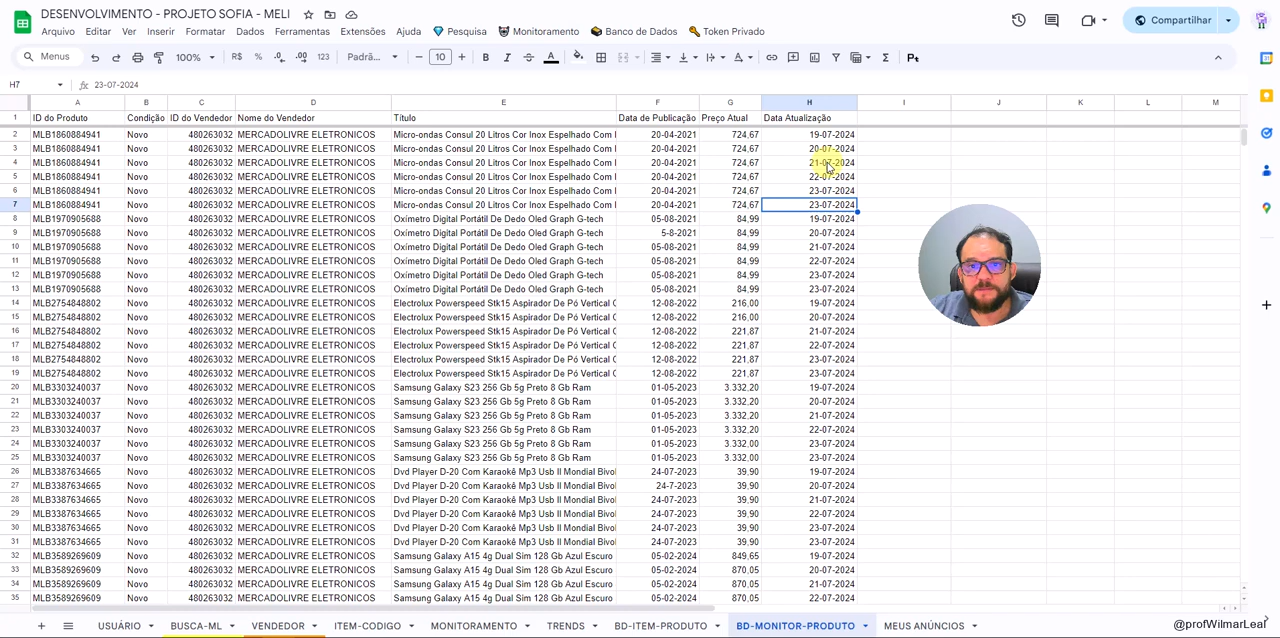 DESENVOLVIMENTO - PROJETO SOFIA - MELI
Arquivo Editar Ver Inserir Formatar Dados Ferramentas Extensões Ajuda Pesquisa Monitoramento Banco de Dados Token Privado
Compartilhar
Menus 100% R$ % .0 .00 123 Padrã... 10 B I A Σ Pt
H7 fx 23-07-2024
A B C D E F G H I J K L M
1 ID do Produto Condição ID do Vendedor Nome do Vendedor Título Data de Publicação Preço Atual Data Atualização
2 MLB1860884941 Novo 480263032 MERCADOLIVRE ELETRONICOS Micro-ondas Consul 20 Litros Cor Inox Espelhado Com 20-04-2021 724,67 19-07-2024
3 MLB1860884941 Novo 480263032 MERCADOLIVRE ELETRONICOS Micro-ondas Consul 20 Litros Cor Inox Espelhado Com 20-04-2021 724,67 20-07-2024
4 MLB1860884941 Novo 480263032 MERCADOLIVRE ELETRONICOS Micro-ondas Consul 20 Litros Cor Inox Espelhado Com 20-04-2021 724,67 21-07-2024
5 MLB1860884941 Novo 480263032 MERCADOLIVRE ELETRONICOS Micro-ondas Consul 20 Litros Cor Inox Espelhado Com 20-04-2021 724,67 22-07-2024
6 MLB1860884941 Novo 480263032 MERCADOLIVRE ELETRONICOS Micro-ondas Consul 20 Litros Cor Inox Espelhado Com 20-04-2021 724,67 23-07-2024
7 MLB1860884941 Novo 480263032 MERCADOLIVRE ELETRONICOS Micro-ondas Consul 20 Litros Cor Inox Espelhado Com 20-04-2021 724,67 23-07-2024
8 MLB1970905688 Novo 480263032 MERCADOLIVRE ELETRONICOS Oxímetro Digital Portátil De Dedo Oled Graph G-tech 05-08-2021 84,99 19-07-2024
9 MLB1970905688 Novo 480263032 MERCADOLIVRE ELETRONICOS Oxímetro Digital Portátil De Dedo Oled Graph G-tech 5-8-2021 84,99 20-07-2024
10 MLB1970905688 Novo 480263032 MERCADOLIVRE ELETRONICOS Oxímetro Digital Portátil De Dedo Oled Graph G-tech 05-08-2021 84,99 21-07-2024
11 MLB1970905688 Novo 480263032 MERCADOLIVRE ELETRONICOS Oxímetro Digital Portátil De Dedo Oled Graph G-tech 05-08-2021 84,99 22-07-2024
12 MLB1970905688 Novo 480263032 MERCADOLIVRE ELETRONICOS Oxímetro Digital Portátil De Dedo Oled Graph G-tech 05-08-2021 84,99 23-07-2024
13 MLB1970905688 Novo 480263032 MERCADOLIVRE ELETRONICOS Oxímetro Digital Portátil De Dedo Oled Graph G-tech 05-08-2021 84,99 23-07-2024
14 MLB2754848802 Novo 480263032 MERCADOLIVRE ELETRONICOS Electrolux Powerspeed Stk15 Aspirador De Pó Vertical 12-08-2022 216,00 19-07-2024
15 MLB2754848802 Novo 480263032 MERCADOLIVRE ELETRONICOS Electrolux Powerspeed Stk15 Aspirador De Pó Vertical 12-08-2022 216,00 20-07-2024
16 MLB2754848802 Novo 480263032 MERCADOLIVRE ELETRONICOS Electrolux Powerspeed Stk15 Aspirador De Pó Vertical 12-08-2022 221,87 21-07-2024
17 MLB2754848802 Novo 480263032 MERCADOLIVRE ELETRONICOS Electrolux Powerspeed Stk15 Aspirador De Pó Vertical 12-08-2022 221,87 22-07-2024
18 MLB2754848802 Novo 480263032 MERCADOLIVRE ELETRONICOS Electrolux Powerspeed Stk15 Aspirador De Pó Vertical 12-08-2022 221,87 23-07-2024
19 MLB2754848802 Novo 480263032 MERCADOLIVRE ELETRONICOS Electrolux Powerspeed Stk15 Aspirador De Pó Vertical 12-08-2022 221,87 23-07-2024
20 MLB3303240037 Novo 480263032 MERCADOLIVRE ELETRONICOS Samsung Galaxy S23 256 Gb 5g Preto 8 Gb Ram 01-05-2023 3.332,20 19-07-2024
21 MLB3303240037 Novo 480263032 MERCADOLIVRE ELETRONICOS Samsung Galaxy S23 256 Gb 5g Preto 8 Gb Ram 01-05-2023 3.332,20 20-07-2024
22 MLB3303240037 Novo 480263032 MERCADOLIVRE ELETRONICOS Samsung Galaxy S23 256 Gb 5g Preto 8 Gb Ram 01-05-2023 3.332,20 21-07-2024
23 MLB3303240037 Novo 480263032 MERCADOLIVRE ELETRONICOS Samsung Galaxy S23 256 Gb 5g Preto 8 Gb Ram 01-05-2023 3.332,20 22-07-2024
24 MLB3303240037 Novo 480263032 MERCADOLIVRE ELETRONICOS Samsung Galaxy S23 256 Gb 5g Preto 8 Gb Ram 01-05-2023 3.332,00 23-07-2024
25 MLB3303240037 Novo 480263032 MERCADOLIVRE ELETRONICOS Samsung Galaxy S23 256 Gb 5g Preto 8 Gb Ram 01-05-2023 3.332,00 23-07-2024
26 MLB3387634665 Novo 480263032 MERCADOLIVRE ELETRONICOS Dvd Player D-20 Com Karaokê Mp3 Usb Ii Mondial Bivol 24-07-2023 39,90 19-07-2024
27 MLB3387634665 Novo 480263032 MERCADOLIVRE ELETRONICOS Dvd Player D-20 Com Karaokê Mp3 Usb Ii Mondial Bivol 24-7-2023 39,90 20-07-2024
28 MLB3387634665 Novo 480263032 MERCADOLIVRE ELETRONICOS Dvd Player D-20 Com Karaokê Mp3 Usb Ii Mondial Bivol 24-07-2023 39,90 21-07-2024
29 MLB3387634665 Novo 480263032 MERCADOLIVRE ELETRONICOS Dvd Player D-20 Com Karaokê Mp3 Usb Ii Mondial Bivol 24-07-2023 39,90 22-07-2024
30 MLB3387634665 Novo 480263032 MERCADOLIVRE ELETRONICOS Dvd Player D-20 Com Karaokê Mp3 Usb Ii Mondial Bivol 24-07-2023 39,90 23-07-2024
31 MLB3387634665 Novo 480263032 MERCADOLIVRE ELETRONICOS Dvd Player D-20 Com Karaokê Mp3 Usb Ii Mondial Bivol 24-07-2023 39,90 23-07-2024
32 MLB3589269609 Novo 480263032 MERCADOLIVRE ELETRONICOS Samsung Galaxy A15 4g Dual Sim 128 Gb Azul Escuro 05-02-2024 849,65 19-07-2024
33 MLB3589269609 Novo 480263032 MERCADOLIVRE ELETRONICOS Samsung Galaxy A15 4g Dual Sim 128 Gb Azul Escuro 05-02-2024 870,05 20-07-2024
34 MLB3589269609 Novo 480263032 MERCADOLIVRE ELETRONICOS Samsung Galaxy A15 4g Dual Sim 128 Gb Azul Escuro 05-02-2024 870,05 21-07-2024
35 MLB3589269609 Novo 480263032 MERCADOLIVRE ELETRONICOS Samsung Galaxy A15 4g Dual Sim 128 Gb Azul Escuro 05-02-2024 870,05 22-07-2024
USUÁRIO BUSCA-ML VENDEDOR ITEM-CODIGO MONITORAMENTO TRENDS BD-ITEM-PRODUTO BD-MONITOR-PRODUTO MEUS ANÚNCIOS @profWilmarLeal